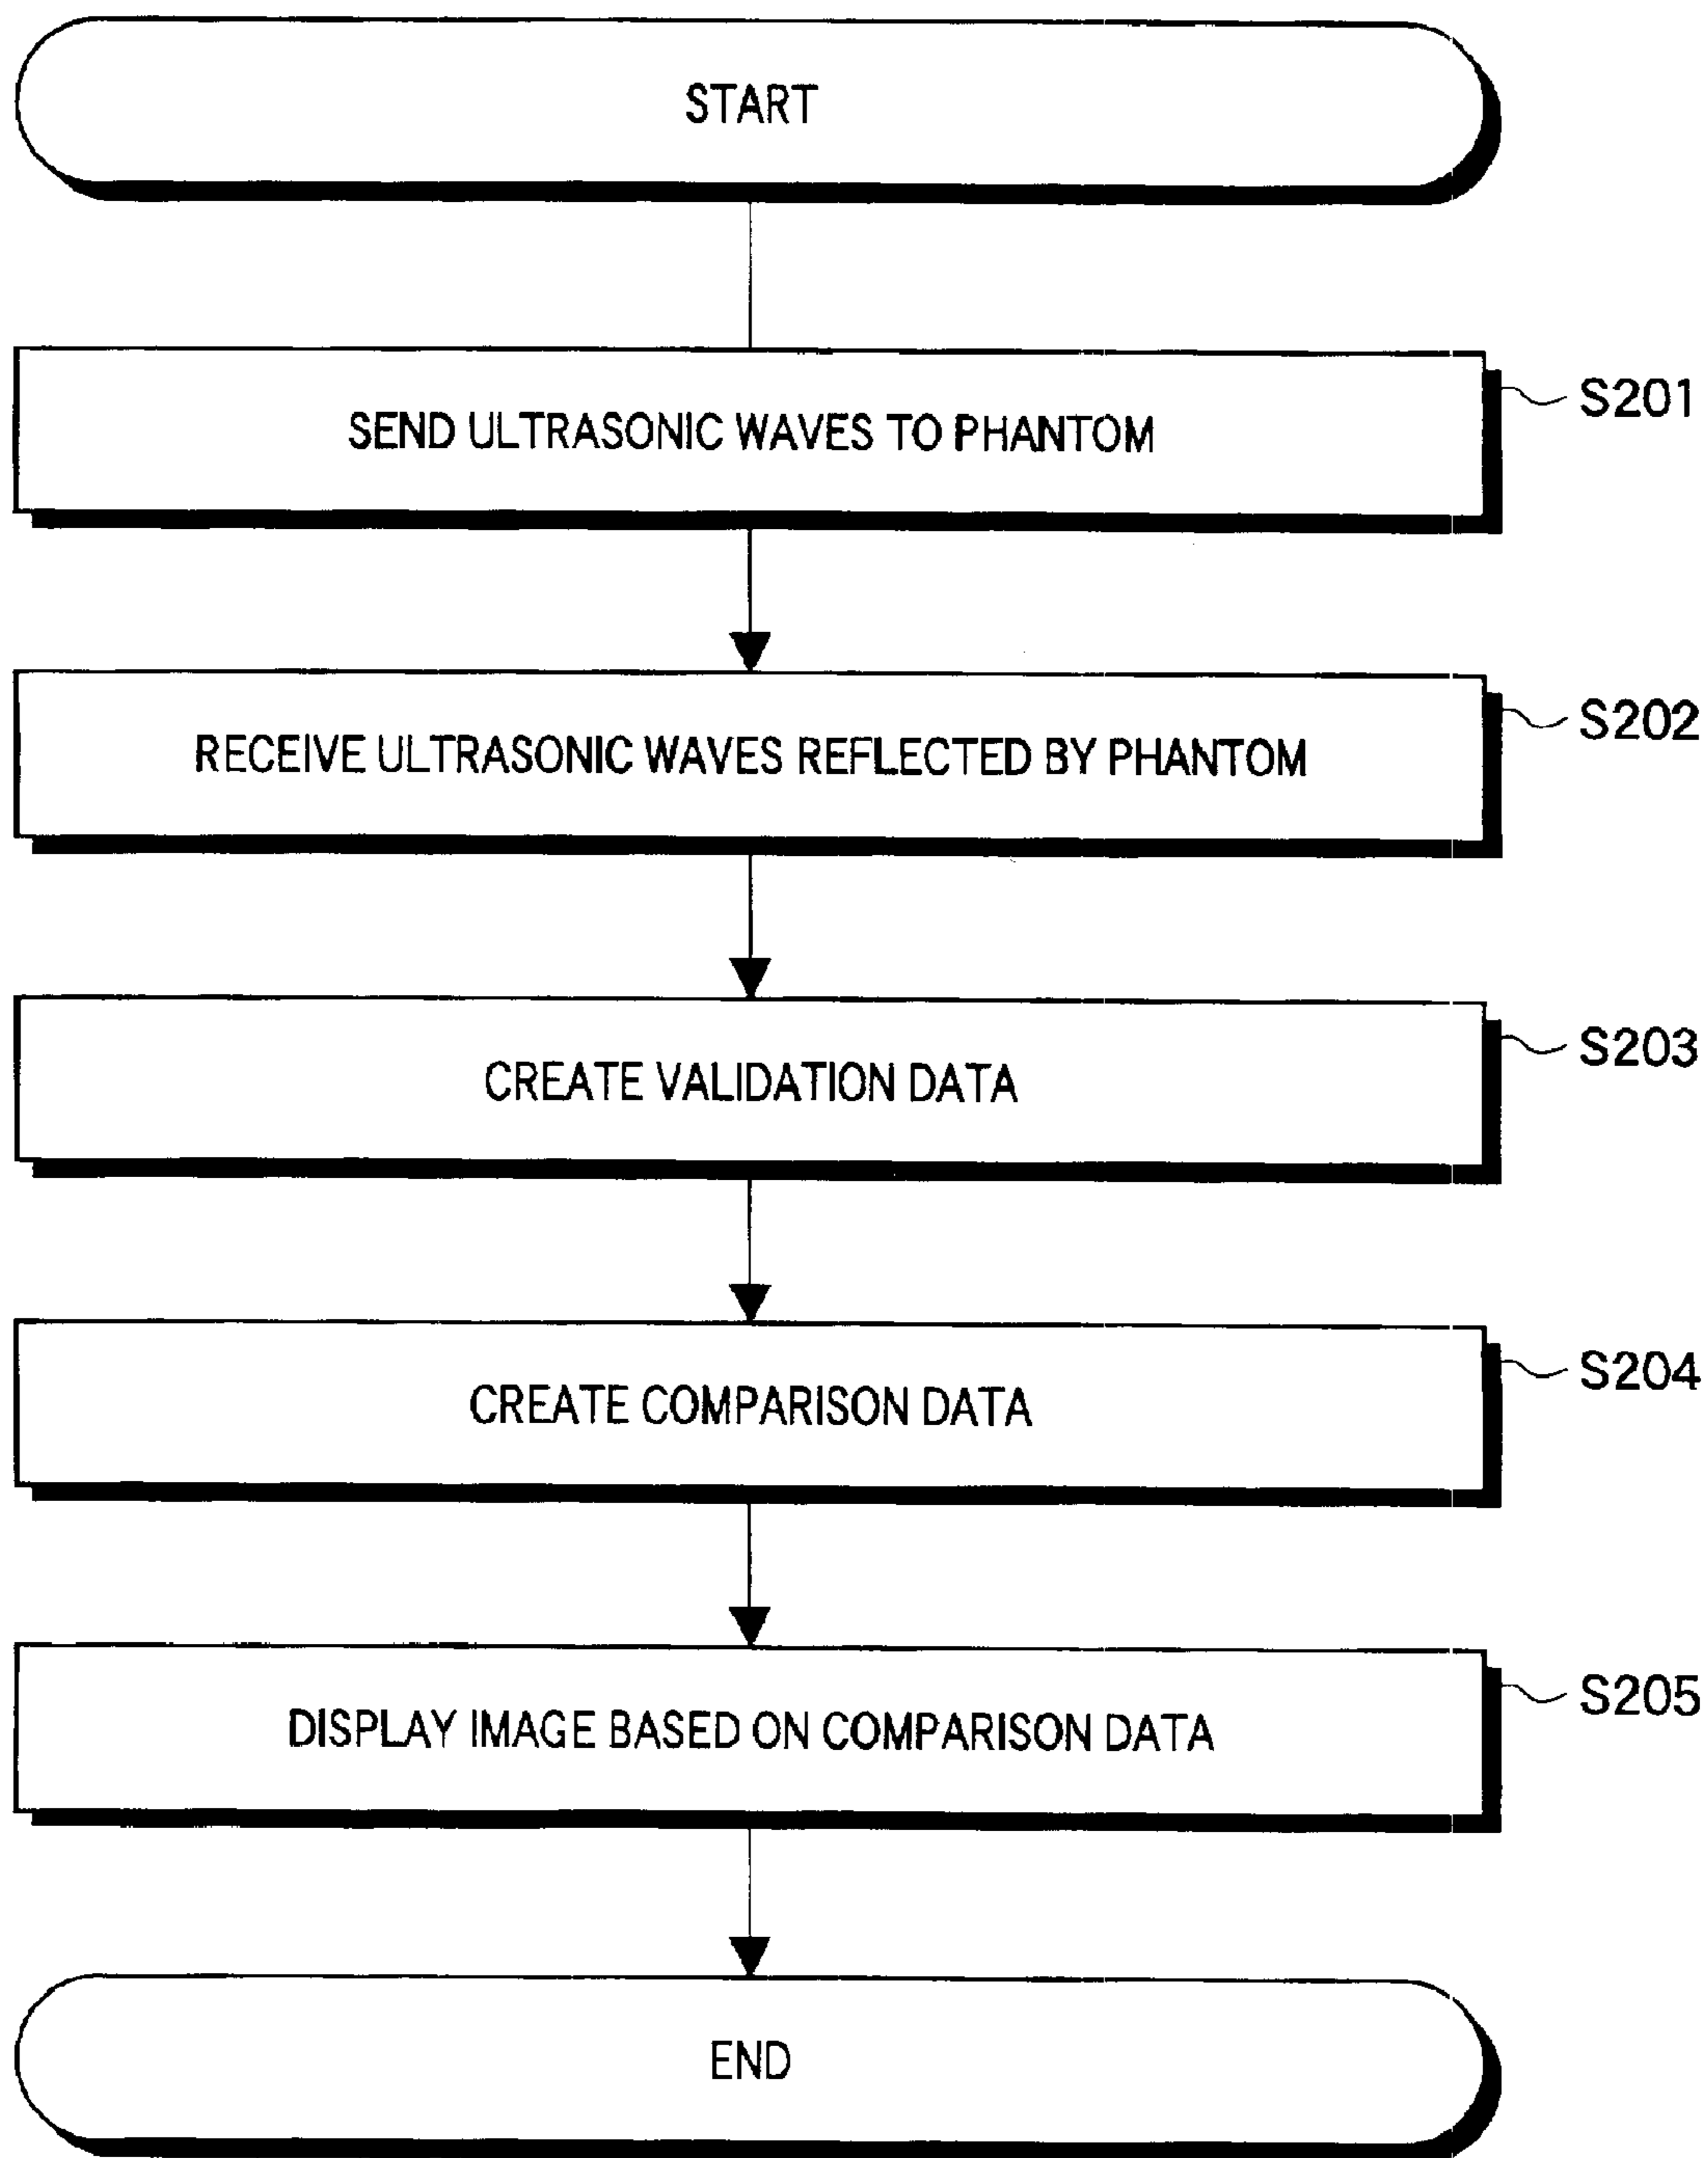 START
SEND ULTRASONIC WAVES TO PHANTOM
S201
RECEIVE ULTRASONIC WAVES REFLECTED BY PHANTOM
S202
CREATE VALIDATION DATA
S203
CREATE COMPARISON DATA
S204
DISPLAY IMAGE BASED ON COMPARISON DATA
S205
END